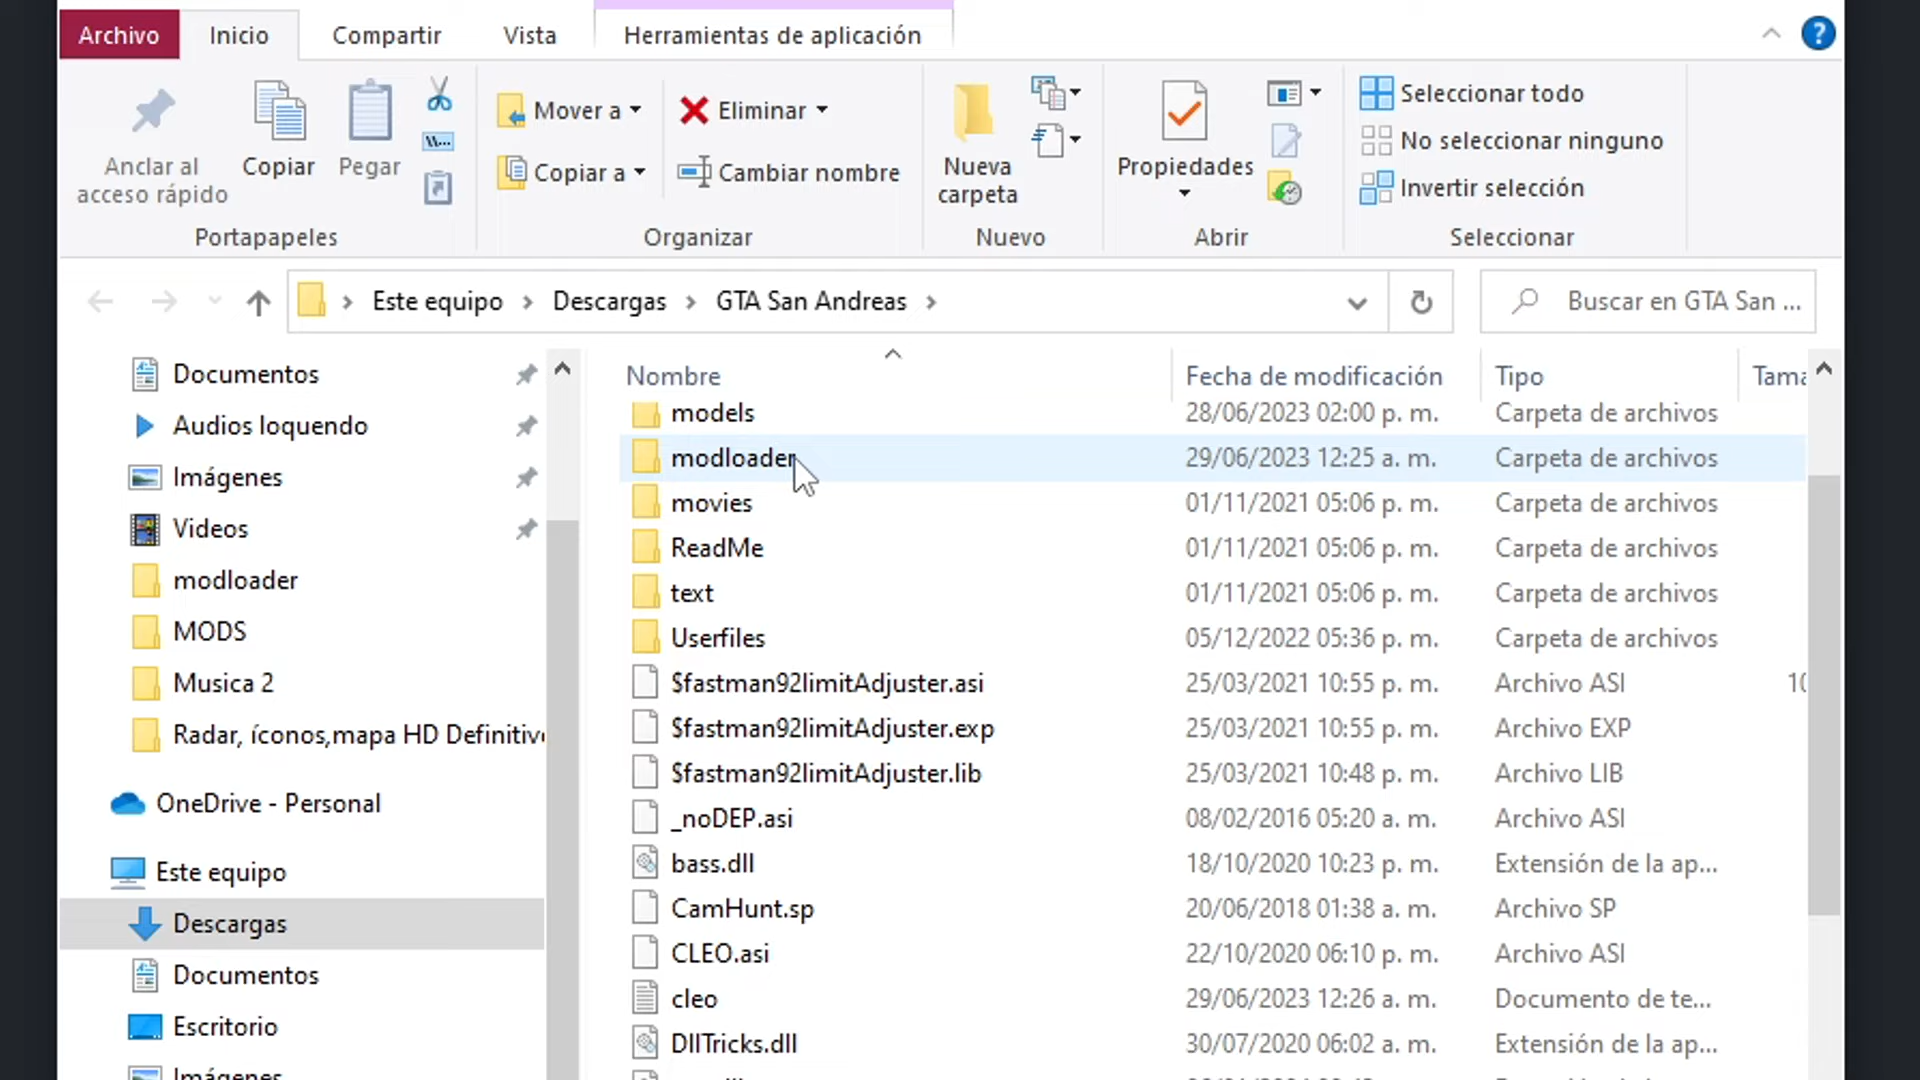 Archivo
Inicio
Compartir
Vista
Herramientas de aplicación
?
Anclar al
acceso rápido
Copiar
Pegar
Portapapeles
Mover a
Copiar a
Eliminar
Cambiar nombre
Organizar
Nueva
carpeta
Nuevo
Propiedades
Abrir
Seleccionar todo
No seleccionar ninguno
Invertir selección
Seleccionar
Este equipo > Descargas > GTA San Andreas >
Buscar en GTA San ...
Documentos
Audios loquendo
Imágenes
Videos
modloader
MODS
Musica 2
Radar, íconos,mapa HD Definitivo
OneDrive - Personal
Este equipo
Descargas
Documentos
Escritorio
Imágenes
Nombre Fecha de modificación Tipo Tama
models 28/06/2023 02:00 p. m. Carpeta de archivos
modloader 29/06/2023 12:25 a. m. Carpeta de archivos
movies 01/11/2021 05:06 p. m. Carpeta de archivos
ReadMe 01/11/2021 05:06 p. m. Carpeta de archivos
text 01/11/2021 05:06 p. m. Carpeta de archivos
Userfiles 05/12/2022 05:36 p. m. Carpeta de archivos
$fastman92limitAdjuster.asi 25/03/2021 10:55 p. m. Archivo ASI 10
$fastman92limitAdjuster.exp 25/03/2021 10:55 p. m. Archivo EXP
$fastman92limitAdjuster.lib 25/03/2021 10:48 p. m. Archivo LIB
_noDEP.asi 08/02/2016 05:20 a. m. Archivo ASI
bass.dll 18/10/2020 10:23 p. m. Extensión de la ap...
CamHunt.sp 20/06/2018 01:38 a. m. Archivo SP
CLEO.asi 22/10/2020 06:10 p. m. Archivo ASI
cleo 29/06/2023 12:26 a. m. Documento de te...
DllTricks.dll 30/07/2020 06:02 a. m. Extensión de la ap...